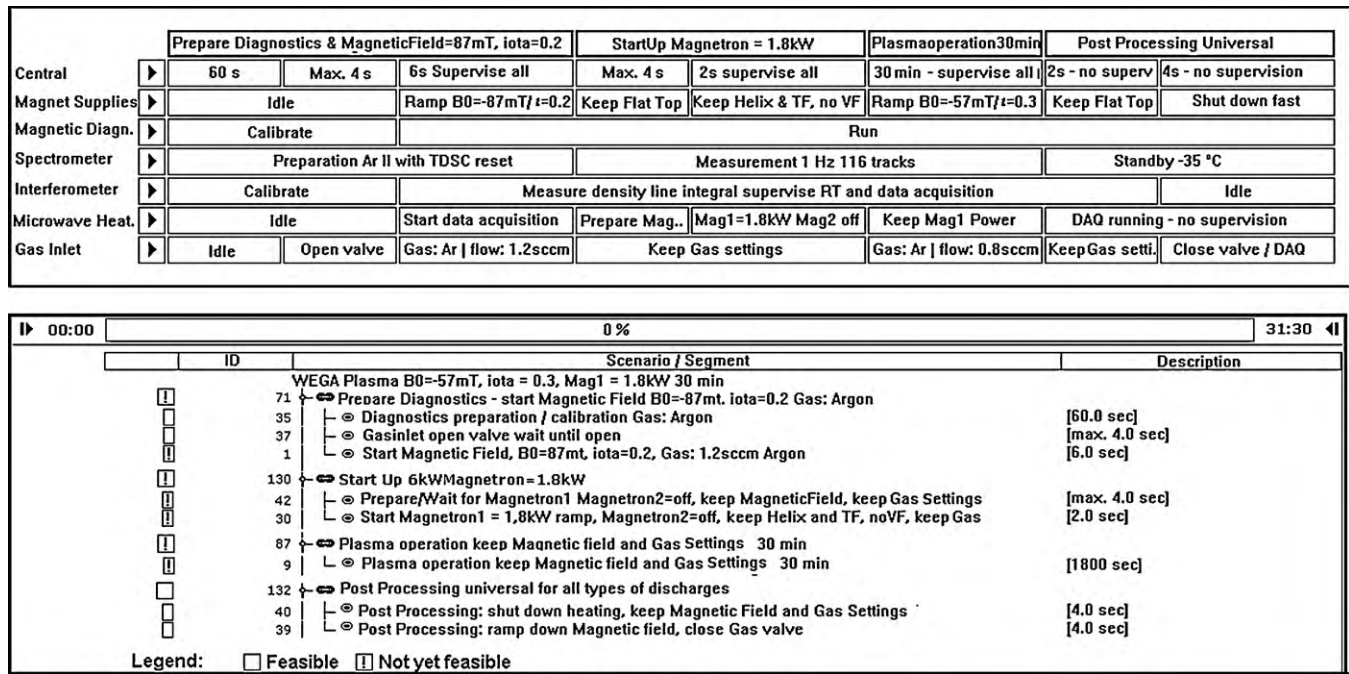 Prepare Diagnostics & MagneticField=87mT, iota=0.2 StartUp Magnetron = 1.8kW Plasmaoperation30min Post Processing Universal
Central 60 s Max. 4 s 6s Supervise all Max. 4 s 2s supervise all 30 min - supervise all 2s - no superv 4s - no supervision
Magnet Supplies Idle Ramp B0=-87mT/ι=0.2 Keep Flat Top Keep Helix & TF, no VF Ramp B0=-57mT/ι=0.3 Keep Flat Top Shut down fast
Magnetic Diagn. Calibrate Run
Spectrometer Preparation Ar II with TDSC reset Measurement 1 Hz 116 tracks Standby -35 °C
Interferometer Calibrate Measure density line integral supervise RT and data acquisition Idle
Microwave Heat. Idle Start data acquisition Prepare Mag.. Mag1=1.8kW Mag2 off Keep Mag1 Power DAQ running - no supervision
Gas Inlet Idle Open valve Gas: Ar | flow: 1.2sccm Keep Gas settings Gas: Ar | flow: 0.8sccm KeepGas setti. Close valve / DAQ
00:00 0 % 31:30
ID Scenario / Segment Description
WEGA Plasma B0=-57mT, iota = 0.3, Mag1 = 1.8kW 30 min
! 71 Prepare Diagnostics - start Magnetic Field B0=-87mt. iota=0.2 Gas: Argon
35 Diagnostics preparation / calibration Gas: Argon [60.0 sec]
37 Gasinlet open valve wait until open [max. 4.0 sec]
! 1 Start Magnetic Field, B0=87mt, iota=0.2, Gas: 1.2sccm Argon [6.0 sec]
! 130 Start Up 6kWMagnetron=1.8kW
! 42 Prepare/Wait for Magnetron1 Magnetron2=off, keep MagneticField, keep Gas Settings [max. 4.0 sec]
! 30 Start Magnetron1 = 1,8kW ramp, Magnetron2=off, keep Helix and TF, noVF, keep Gas [2.0 sec]
! 87 Plasma operation keep Magnetic field and Gas Settings 30 min
! 9 Plasma operation keep Magnetic field and Gas Settings 30 min [1800 sec]
132 Post Processing universal for all types of discharges
40 Post Processing: shut down heating, keep Magnetic Field and Gas Settings [4.0 sec]
39 Post Processing: ramp down Magnetic field, close Gas valve [4.0 sec]
Legend: Feasible ! Not yet feasible